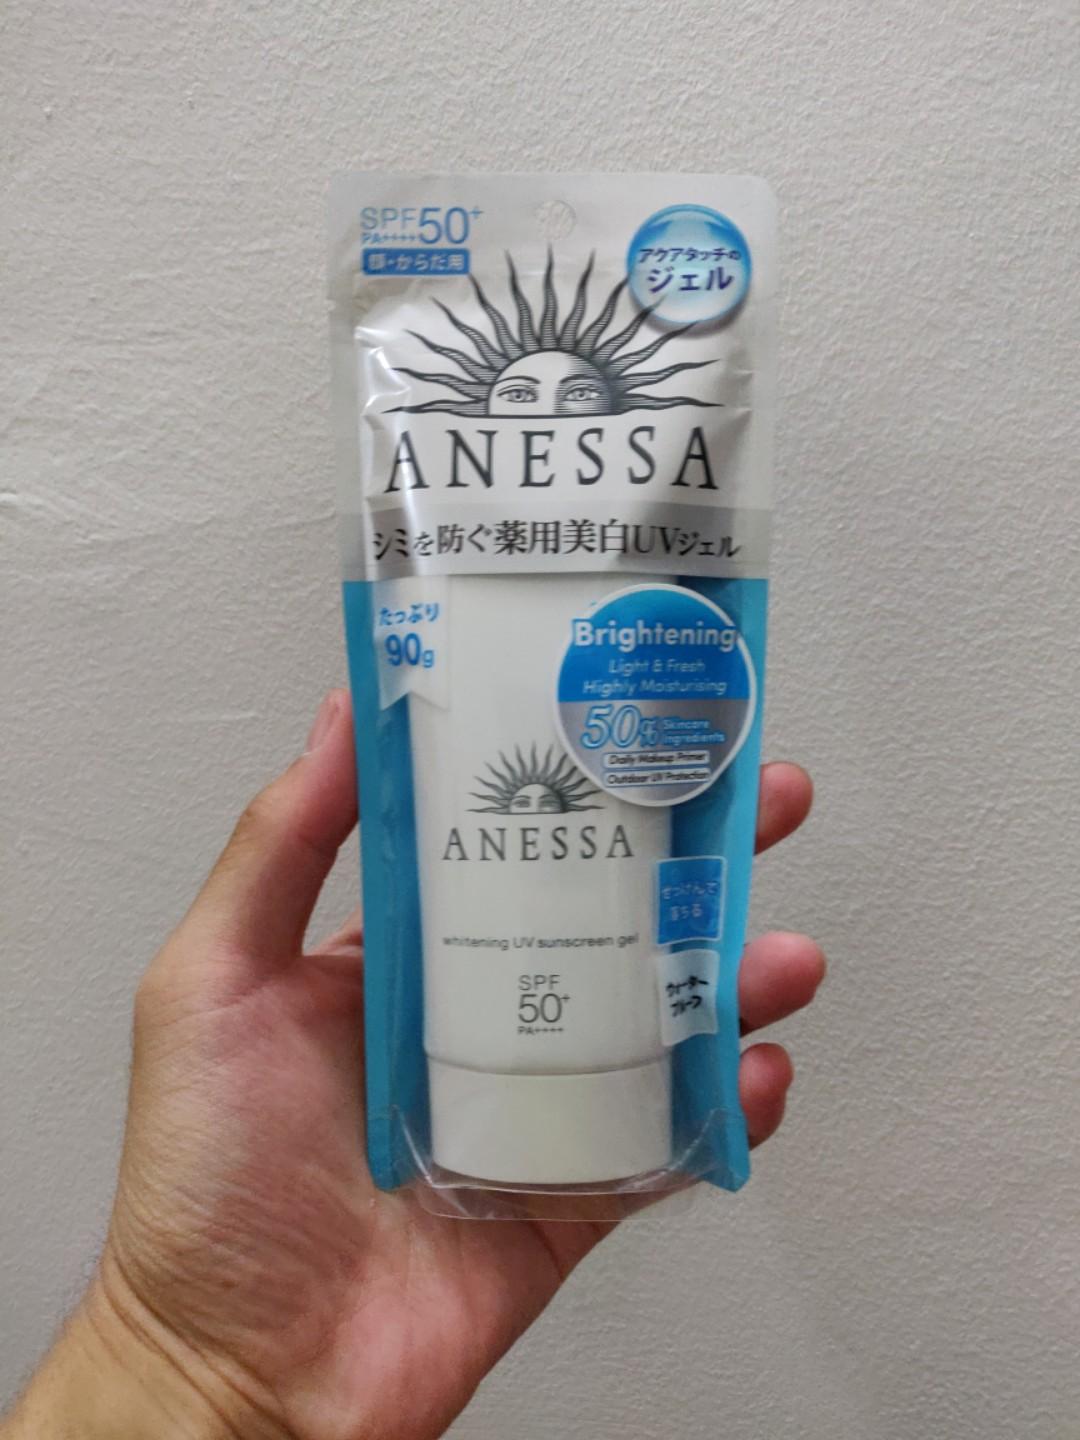 SPF50+
PA++++
顔・からだ用
アクアタッチの
ジェル
ANESSA
シミを防ぐ薬用美白UVジェル
たっぷり
90g
Brightening
Light & Fresh
Highly Moisturising
50% Skincare
Ingredients
Daily Makeup Primer
Outdoor UV Protection
ANESSA
whitening UV sunscreen gel
SPF
50+
PA++++
せっけんで
落ちる
ウォーター
プルーフ